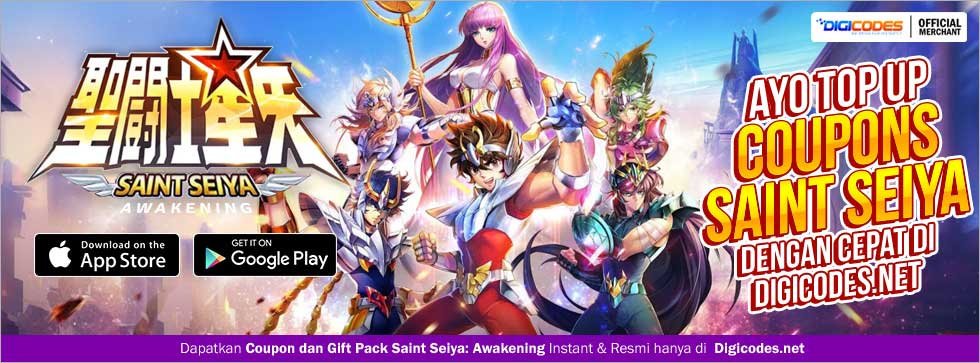 聖闘士星矢
SAINT SEIYA
AWAKENING
Download on the
App Store
GET IT ON
Google Play
DIGICODES
OFFICIAL
MERCHANT
AYO TOP UP
COUPONS
SAINT SEIYA
DENGAN CEPAT DI
DIGICODES.NET
Dapatkan Coupon dan Gift Pack Saint Seiya: Awakening Instant & Resmi hanya di Digicodes.net